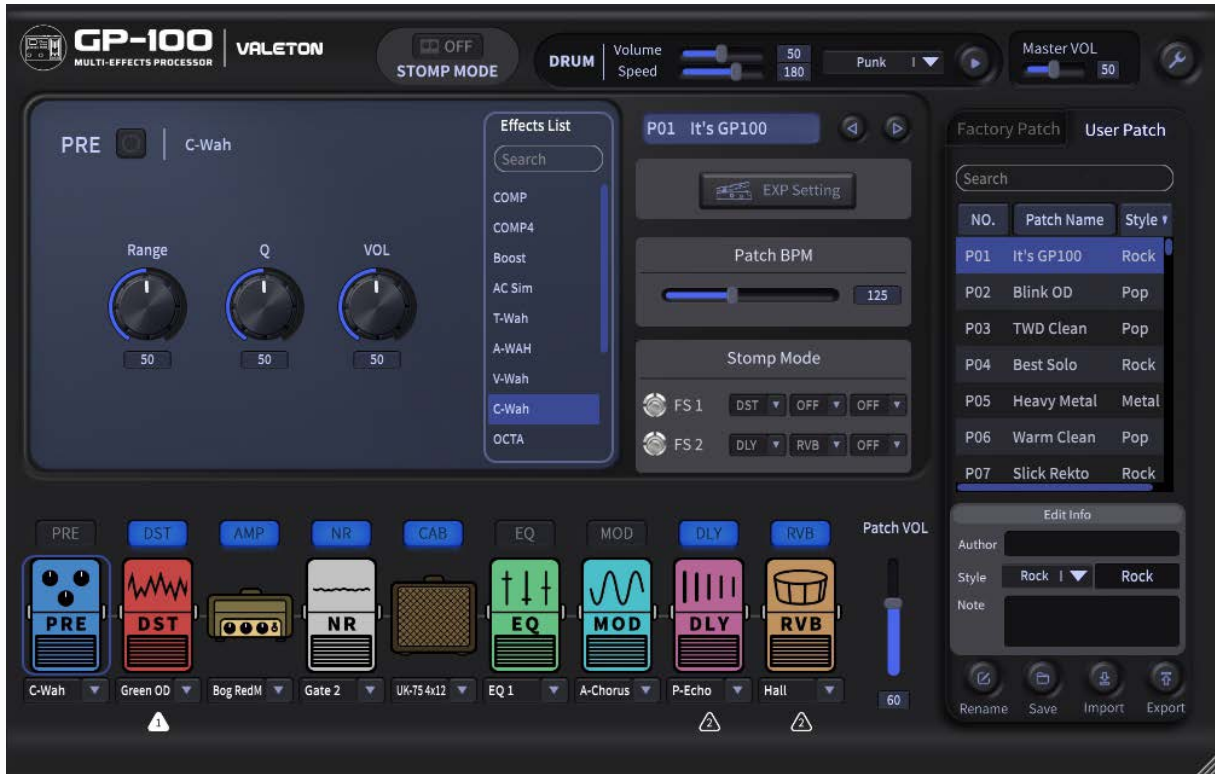 GP-100
MULTI-EFFECTS PROCESSOR
VALETON
OFF
STOMP MODE
DRUM
Volume
50
Speed
180
Punk
Master VOL
50
PRE
C-Wah
Range
Q
VOL
50
50
50
Effects List
Search
COMP
COMP4
Boost
AC Sim
T-Wah
A-WAH
V-Wah
C-Wah
OCTA
P01 It's GP100
EXP Setting
Patch BPM
125
Stomp Mode
FS 1 DST OFF OFF
FS 2 DLY RVB OFF
Factory Patch User Patch
Search
NO. Patch Name Style
P01 It's GP100 Rock
P02 Blink OD Pop
P03 TWD Clean Pop
P04 Best Solo Rock
P05 Heavy Metal Metal
P06 Warm Clean Pop
P07 Slick Rekto Rock
Edit Info
Author
Style Rock Rock
Note
Rename Save Import Export
PRE DST AMP NR CAB EQ MOD DLY RVB
PRE DST NR EQ MOD DLY RVB
C-Wah Green OD Bog RedM Gate 2 UK-75 4x12 EQ 1 A-Chorus P-Echo Hall
1 2 2
Patch VOL
60